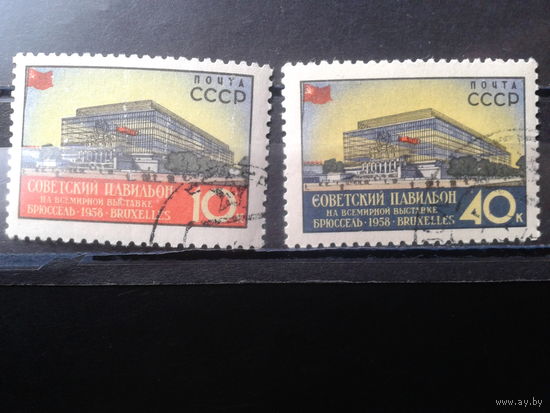 ПОЧТА
СССР
СОВЕТСКИЙ ПАВИЛЬОН
НА ВСЕМИРНОЙ ВЫСТАВКЕ
БРЮССЕЛЬ·1958·BRUXELLES
10
ПОЧТА
СССР
СОВЕТСКИЙ ПАВИЛЬОН
НА ВСЕМИРНОЙ ВЫСТАВКЕ
БРЮССЕЛЬ·1958·BRUXELLES
40 К
www.ay.by